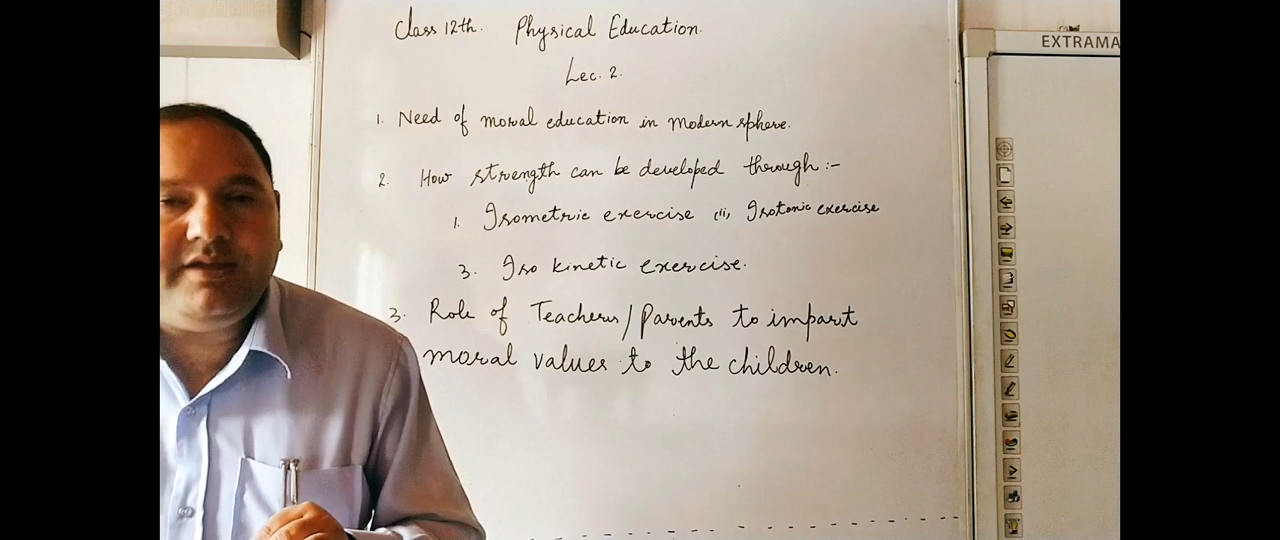 Class 12th. Physical Education.
Lec. 2.
EXTRAMA
1. Need of moral education in modern sphere.
2. How strength can be developed through :-
1. Isometric exercise (ii, Isotonic exercise
3. Iso kinetic exercise.
3. Role of Teachers/Parents to impart
moral values to the children.